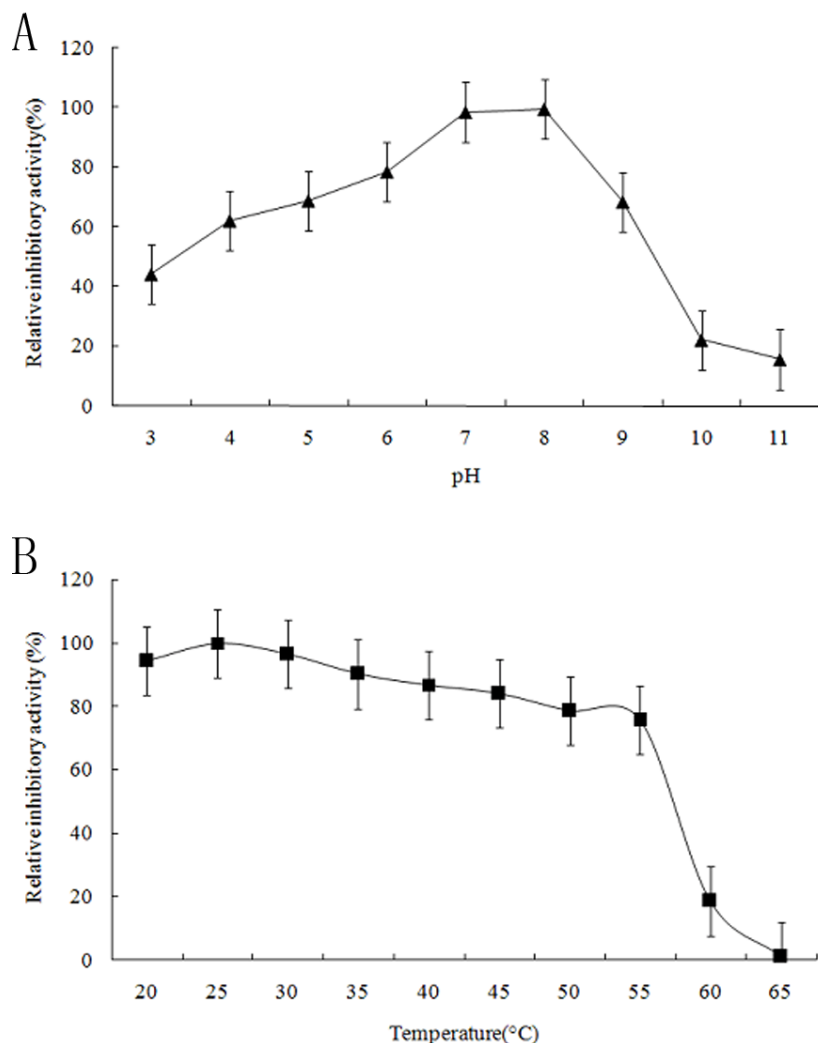 A
Relative inhibitory activity(%)
120
100
80
60
40
20
0
3 4 5 6 7 8 9 10 11
pH
B
Relative inhibitory activity (%)
120
100
80
60
40
20
0
20 25 30 35 40 45 50 55 60 65
Temperature(°C)